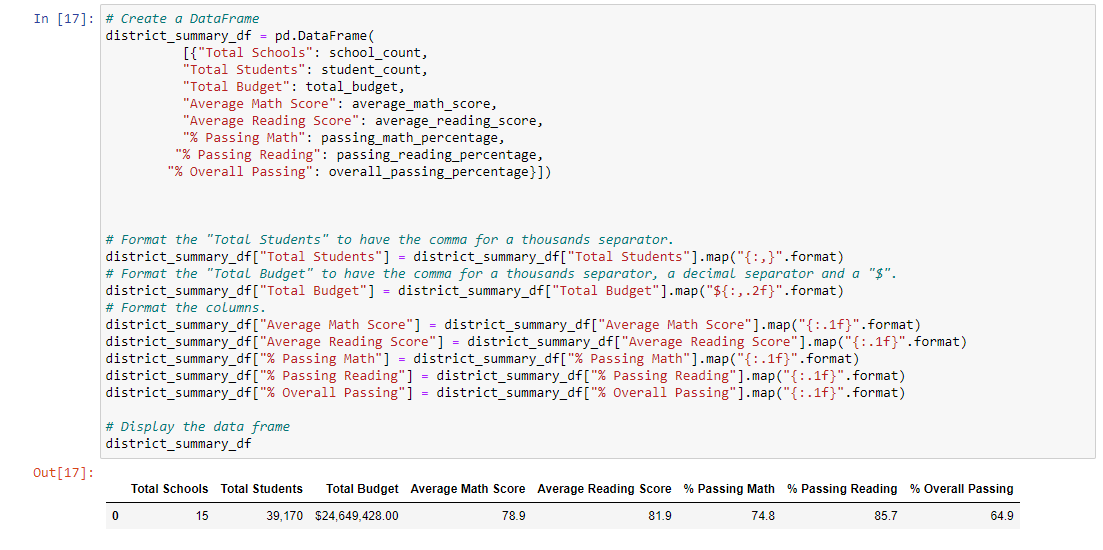 In [17]: # Create a DataFrame
district_summary_df = pd.DataFrame(
          [{"Total Schools": school_count,
          "Total Students": student_count,
          "Total Budget": total_budget,
          "Average Math Score": average_math_score,
          "Average Reading Score": average_reading_score,
          "% Passing Math": passing_math_percentage,
         "% Passing Reading": passing_reading_percentage,
        "% Overall Passing": overall_passing_percentage}])
# Format the "Total Students" to have the comma for a thousands separator.
district_summary_df["Total Students"] = district_summary_df["Total Students"].map("{:,}".format)
# Format the "Total Budget" to have the comma for a thousands separator, a decimal separator and a "$".
district_summary_df["Total Budget"] = district_summary_df["Total Budget"].map("${:,.2f}".format)
# Format the columns.
district_summary_df["Average Math Score"] = district_summary_df["Average Math Score"].map("{:.1f}".format)
district_summary_df["Average Reading Score"] = district_summary_df["Average Reading Score"].map("{:.1f}".format)
district_summary_df["% Passing Math"] = district_summary_df["% Passing Math"].map("{:.1f}".format)
district_summary_df["% Passing Reading"] = district_summary_df["% Passing Reading"].map("{:.1f}".format)
district_summary_df["% Overall Passing"] = district_summary_df["% Overall Passing"].map("{:.1f}".format)
# Display the data frame
district_summary_df
Out[17]:
Total Schools Total Students Total Budget Average Math Score Average Reading Score % Passing Math % Passing Reading % Overall Passing
0 15 39,170 $24,649,428.00 78.9 81.9 74.8 85.7 64.9